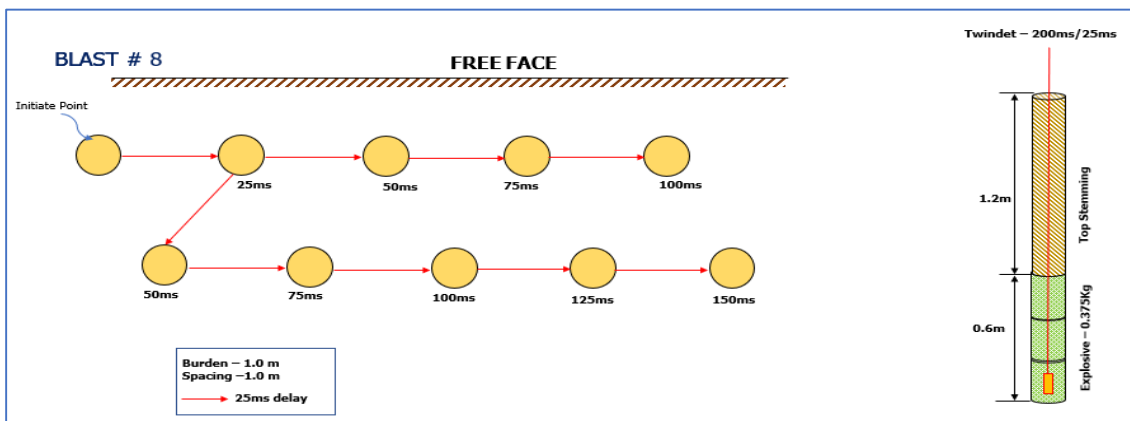 BLAST # 8
FREE FACE
Twindet – 200ms/25ms
Initiate Point
25ms
50ms
75ms
100ms
50ms
75ms
100ms
125ms
150ms
Burden – 1.0 m
Spacing –1.0 m
25ms delay
1.2m
Top Stemming
0.6m
Explosive – 0.375Kg